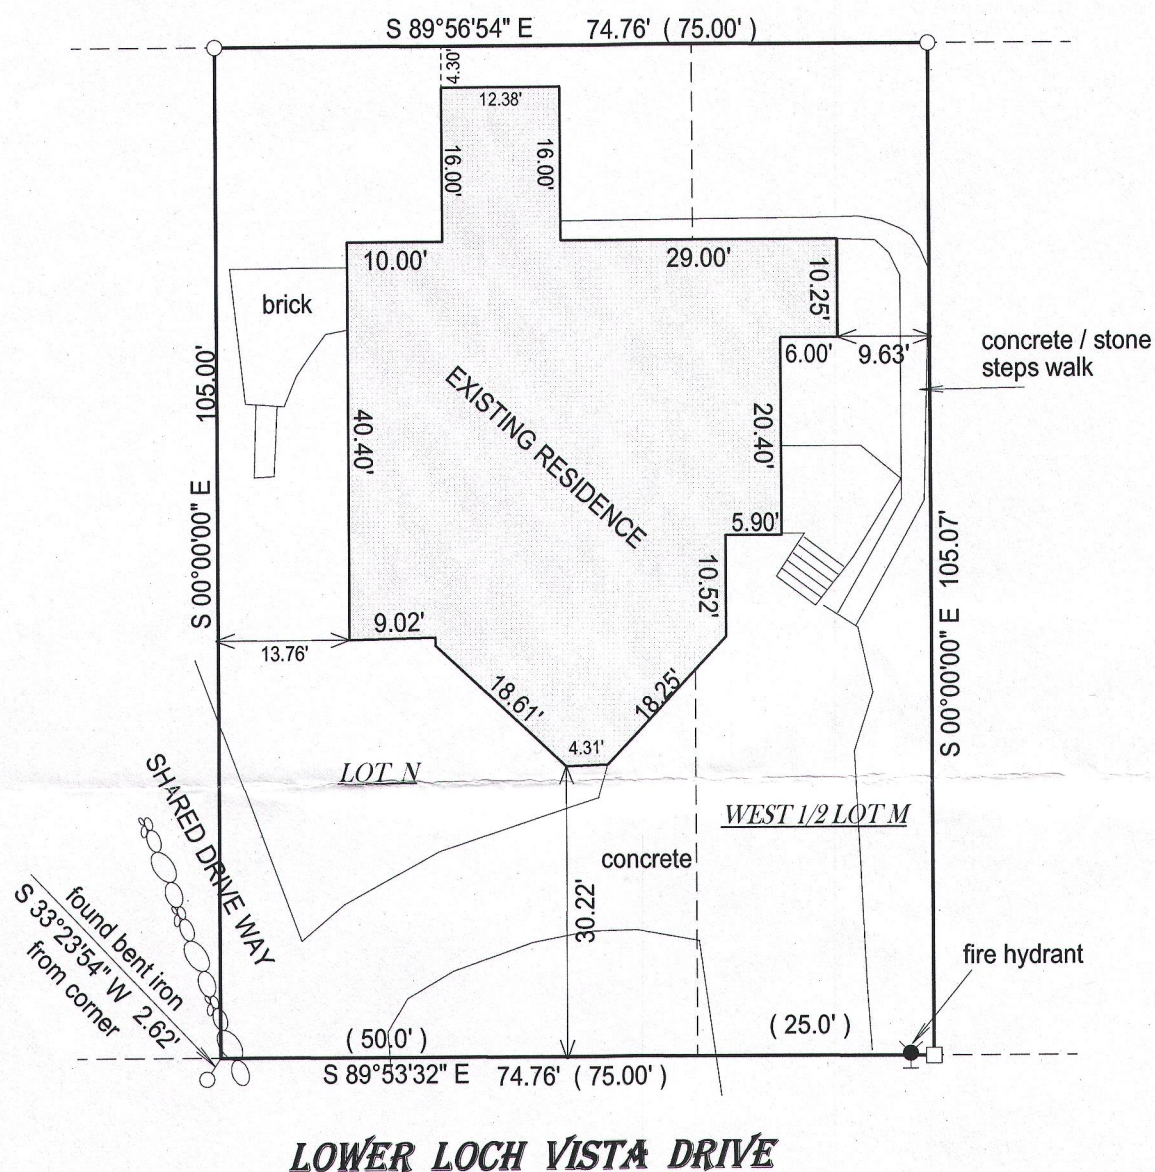 S 89°56'54" E 74.76' ( 75.00' )
4.30'
12.38'
16.00'
16.00'
10.00'
29.00'
10.25'
brick
6.00'
9.63'
concrete / stone
steps walk
S 00°00'00" E 105.00'
EXISTING RESIDENCE
40.40'
20.40'
5.90'
10.52'
S 00°00'00" E 105.07'
9.02'
13.76'
18.61'
18.25'
4.31'
LOT N
WEST 1/2 LOT M
SHARED DRIVE WAY
concrete
30.22'
found bent iron
S 33°23'54" W 2.62'
from corner
fire hydrant
( 50.0' )
( 25.0' )
S 89°53'32" E 74.76' ( 75.00' )
LOWER LOCH VISTA DRIVE